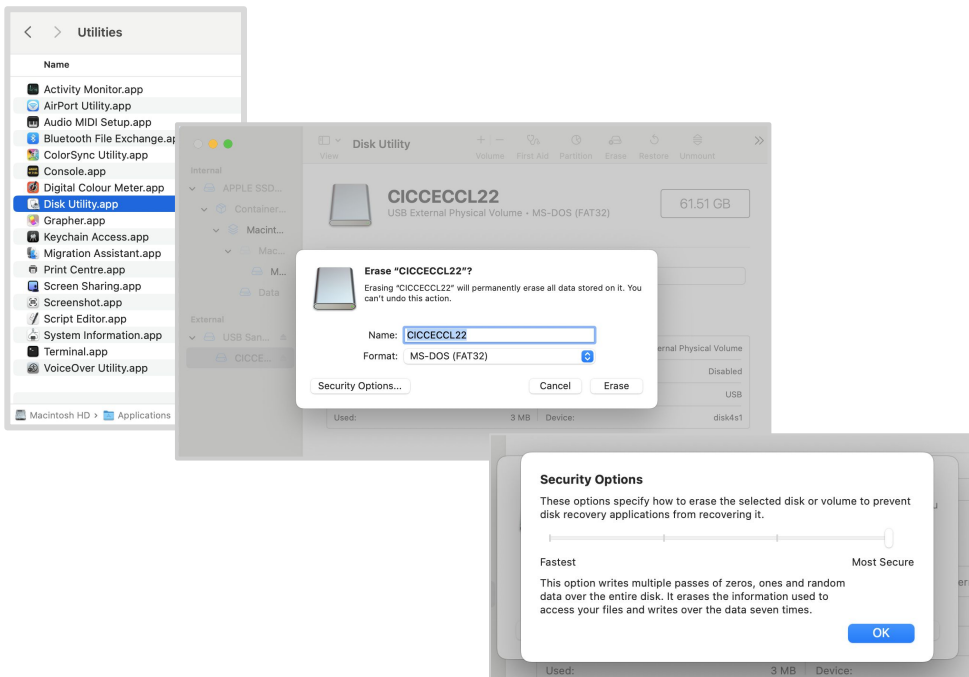 Utilities
Name
Activity Monitor.app
AirPort Utility.app
Audio MIDI Setup.app
Bluetooth File Exchange.ap
ColorSync Utility.app
Console.app
Digital Colour Meter.app
Disk Utility.app
Grapher.app
Keychain Access.app
Migration Assistant.app
Print Centre.app
Screen Sharing.app
Screenshot.app
Script Editor.app
System Information.app
Terminal.app
VoiceOver Utility.app
Macintosh HD › Applications
Disk Utility
View
Volume First Aid Partition Erase Restore Unmount
Internal
APPLE SSD...
Container...
Macint...
Mac...
M...
Data
External
USB San...
CICCE...
CICCECCL22
USB External Physical Volume • MS-DOS (FAT32)
61.51 GB
Erase “CICCECCL22”?
Erasing “CICCECCL22” will permanently erase all data stored on it. You
can’t undo this action.
Name: CICCECCL22
Format: MS-DOS (FAT32)
Security Options... Cancel Erase
ernal Physical Volume
Disabled
USB
Used: 3 MB Device: disk4s1
Security Options
These options specify how to erase the selected disk or volume to prevent
disk recovery applications from recovering it.
Fastest Most Secure
This option writes multiple passes of zeros, ones and random
data over the entire disk. It erases the information used to
access your files and writes over the data seven times.
OK
Used: 3 MB Device: